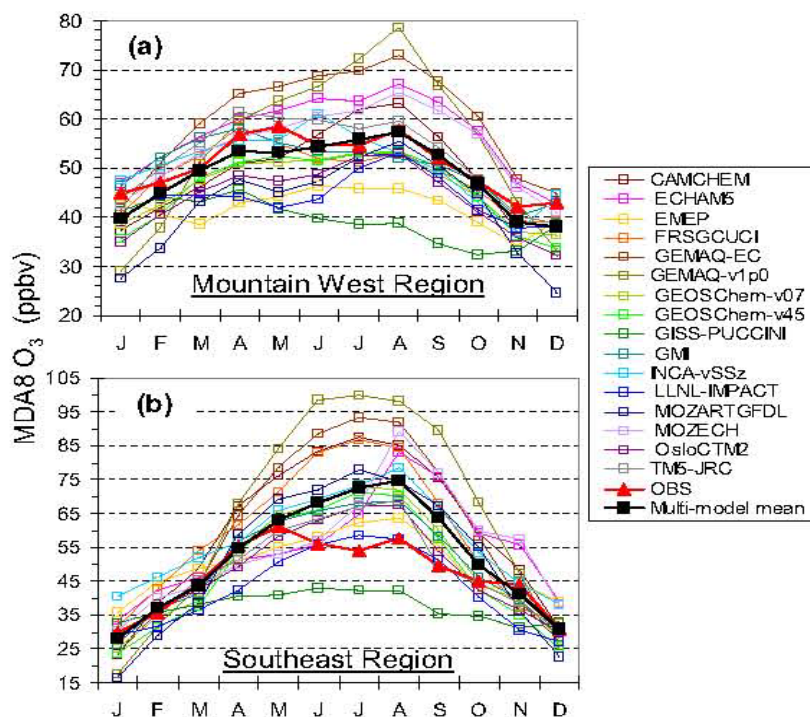 MDA8 O3 (ppbv)
(a)
80
70
60
50
40
30
20
Mountain West Region
J F M A M J J A S O N D
(b)
105
95
85
75
65
55
45
35
25
15
Southeast Region
J F M A M J J A S O N D
CAMCHEM
ECHAM5
EMEP
FRSGCUCI
GEMAQ-EC
GEMAQ-v1p0
GEOSChem-v07
GEOSChem-v45
GISS-PUCCINI
GMI
INCA-vSSz
LLNL-IMPACT
MOZARTGFDL
MOZECH
OsloCTM2
TM5-JRC
OBS
Multi-model mean